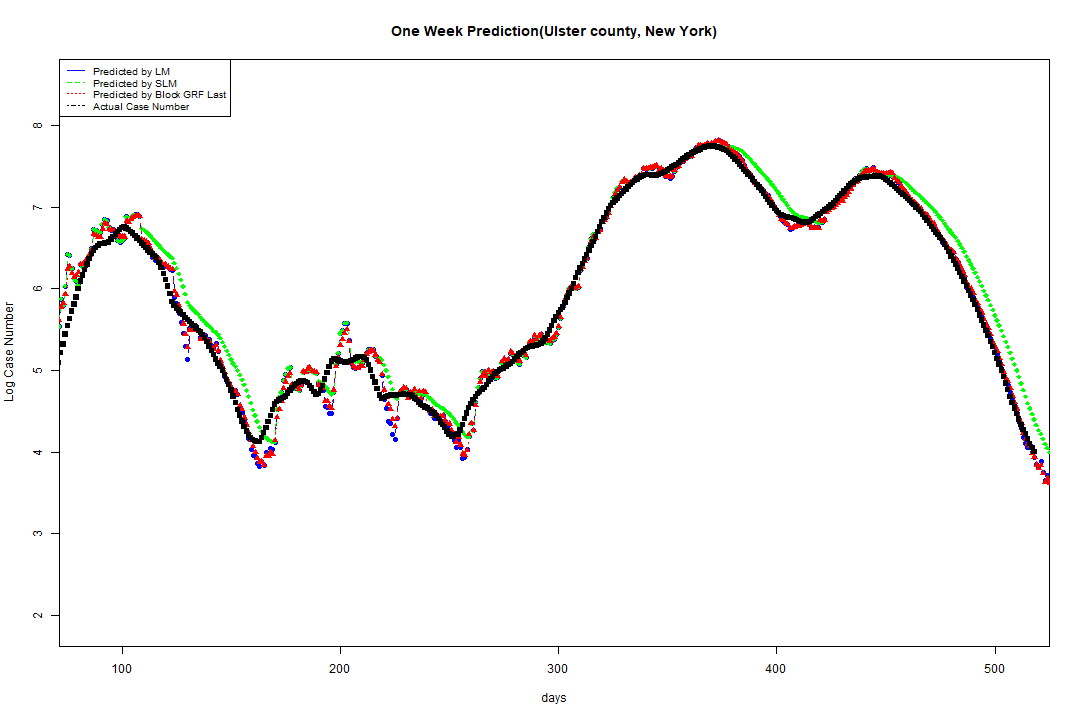 One Week Prediction(Ulster county, New York)
Predicted by LM
Predicted by SLM
Predicted by Block GRF Last
Actual Case Number
8
7
6
5
4
3
2
Log Case Number
100 200 300 400 500
days